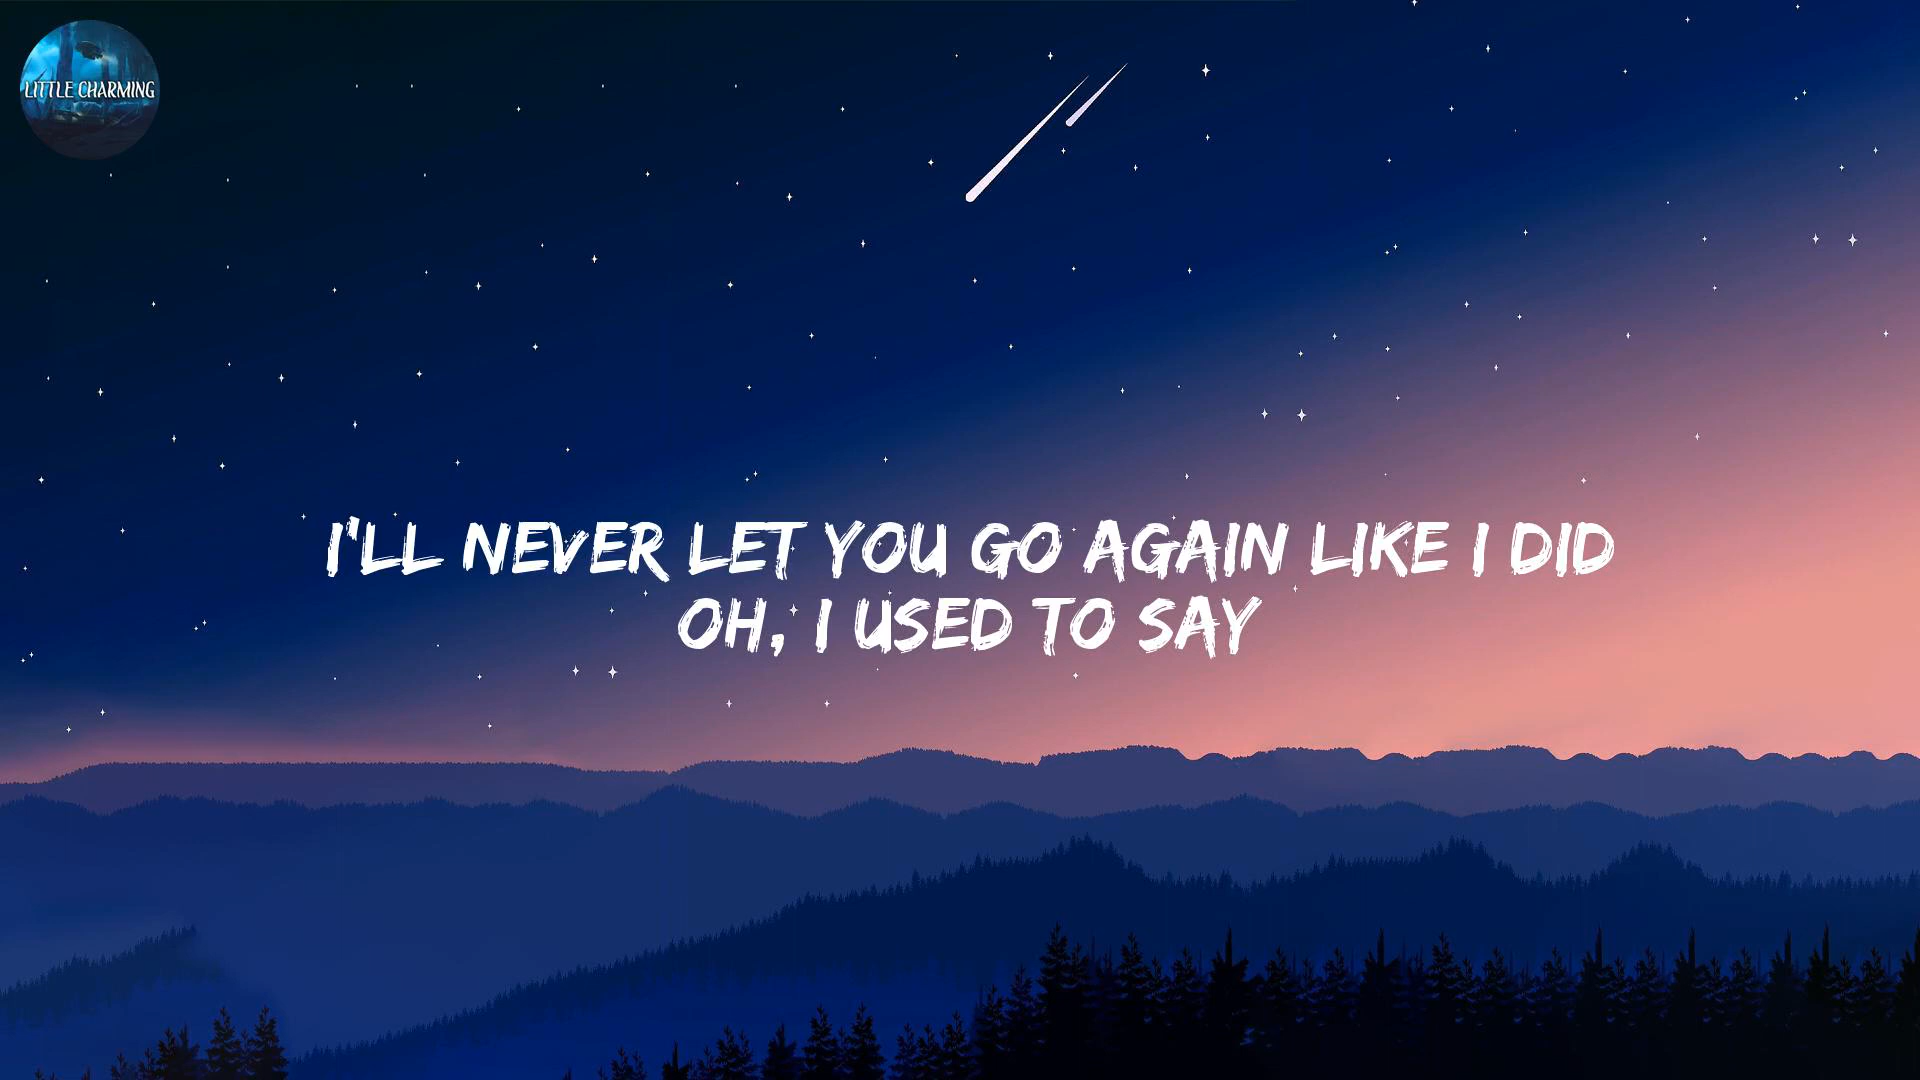 LITTLE CHARMING
I'LL NEVER LET YOU GO AGAIN LIKE I DID
OH, I USED TO SAY